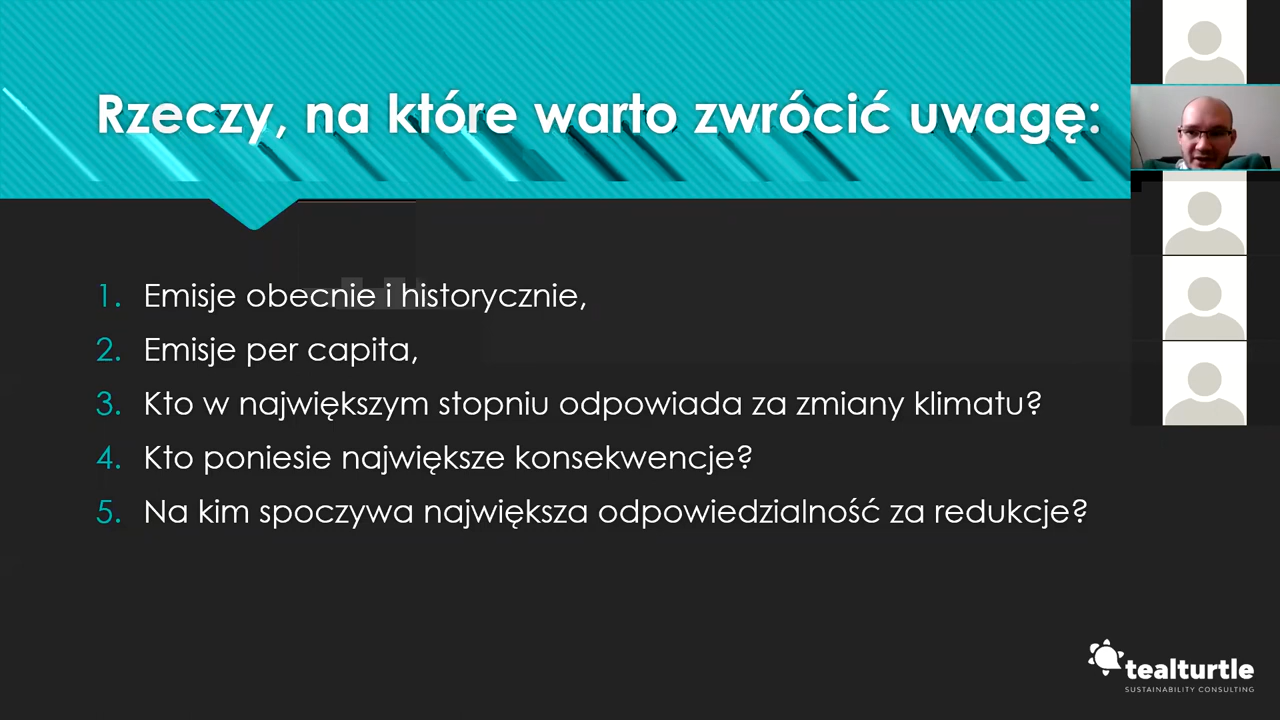 Rzeczy, na które warto zwrócić uwagę:
1. Emisje obecnie i historycznie,
2. Emisje per capita,
3. Kto w największym stopniu odpowiada za zmiany klimatu?
4. Kto poniesie największe konsekwencje?
5. Na kim spoczywa największa odpowiedzialność za redukcje?
tealturtle
SUSTAINABILITY CONSULTING